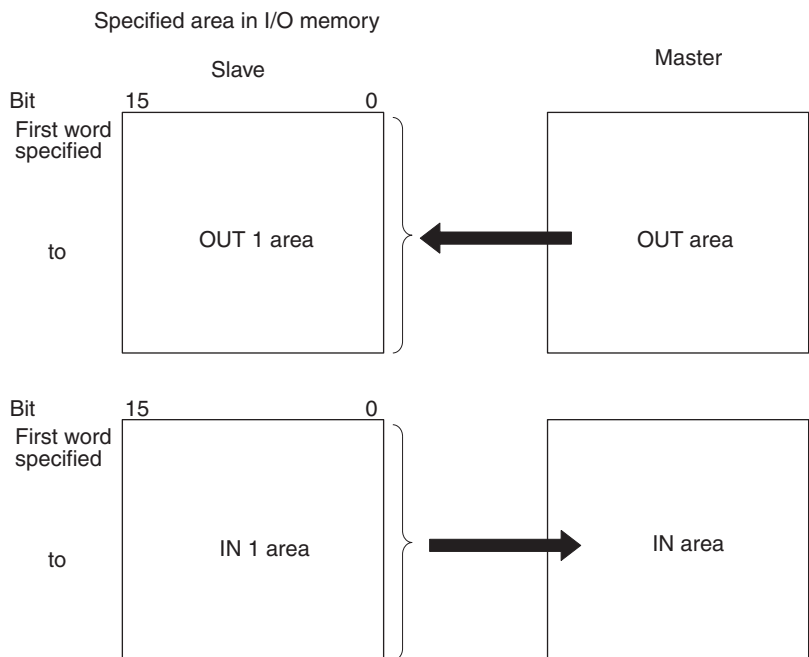 Specified area in I/O memory
Slave
Master
Bit 15 0
First word
specified
to
OUT 1 area
OUT area
Bit 15 0
First word
specified
to
IN 1 area
IN area